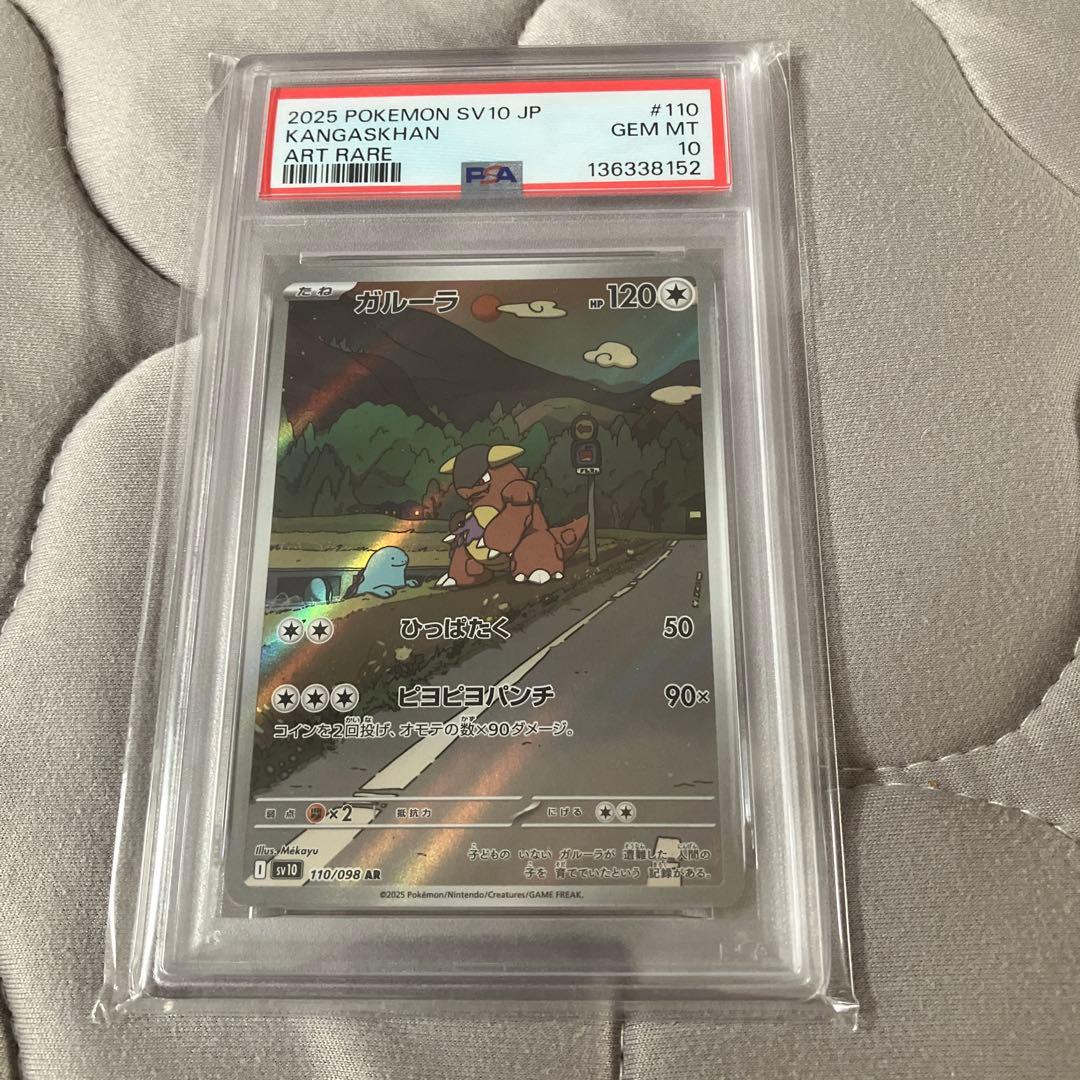 2025 POKEMON SV10 JP #110
KANGASKHAN GEM MT
ART RARE 10
PSA 136338152
たね ガルーラ HP 120
ひっぱたく 50
ピヨピヨパンチ 90×
コインを2回投げ、オモテの数×90ダメージ。
弱点 ×2 抵抗力 にげる
Illus. Mékayu
I sv10 110/098 AR
子どもの いない ガルーラが 遭難した 人間の
子を 育てていたという 記録がある。
©2025 Pokémon/Nintendo/Creatures/GAME FREAK.